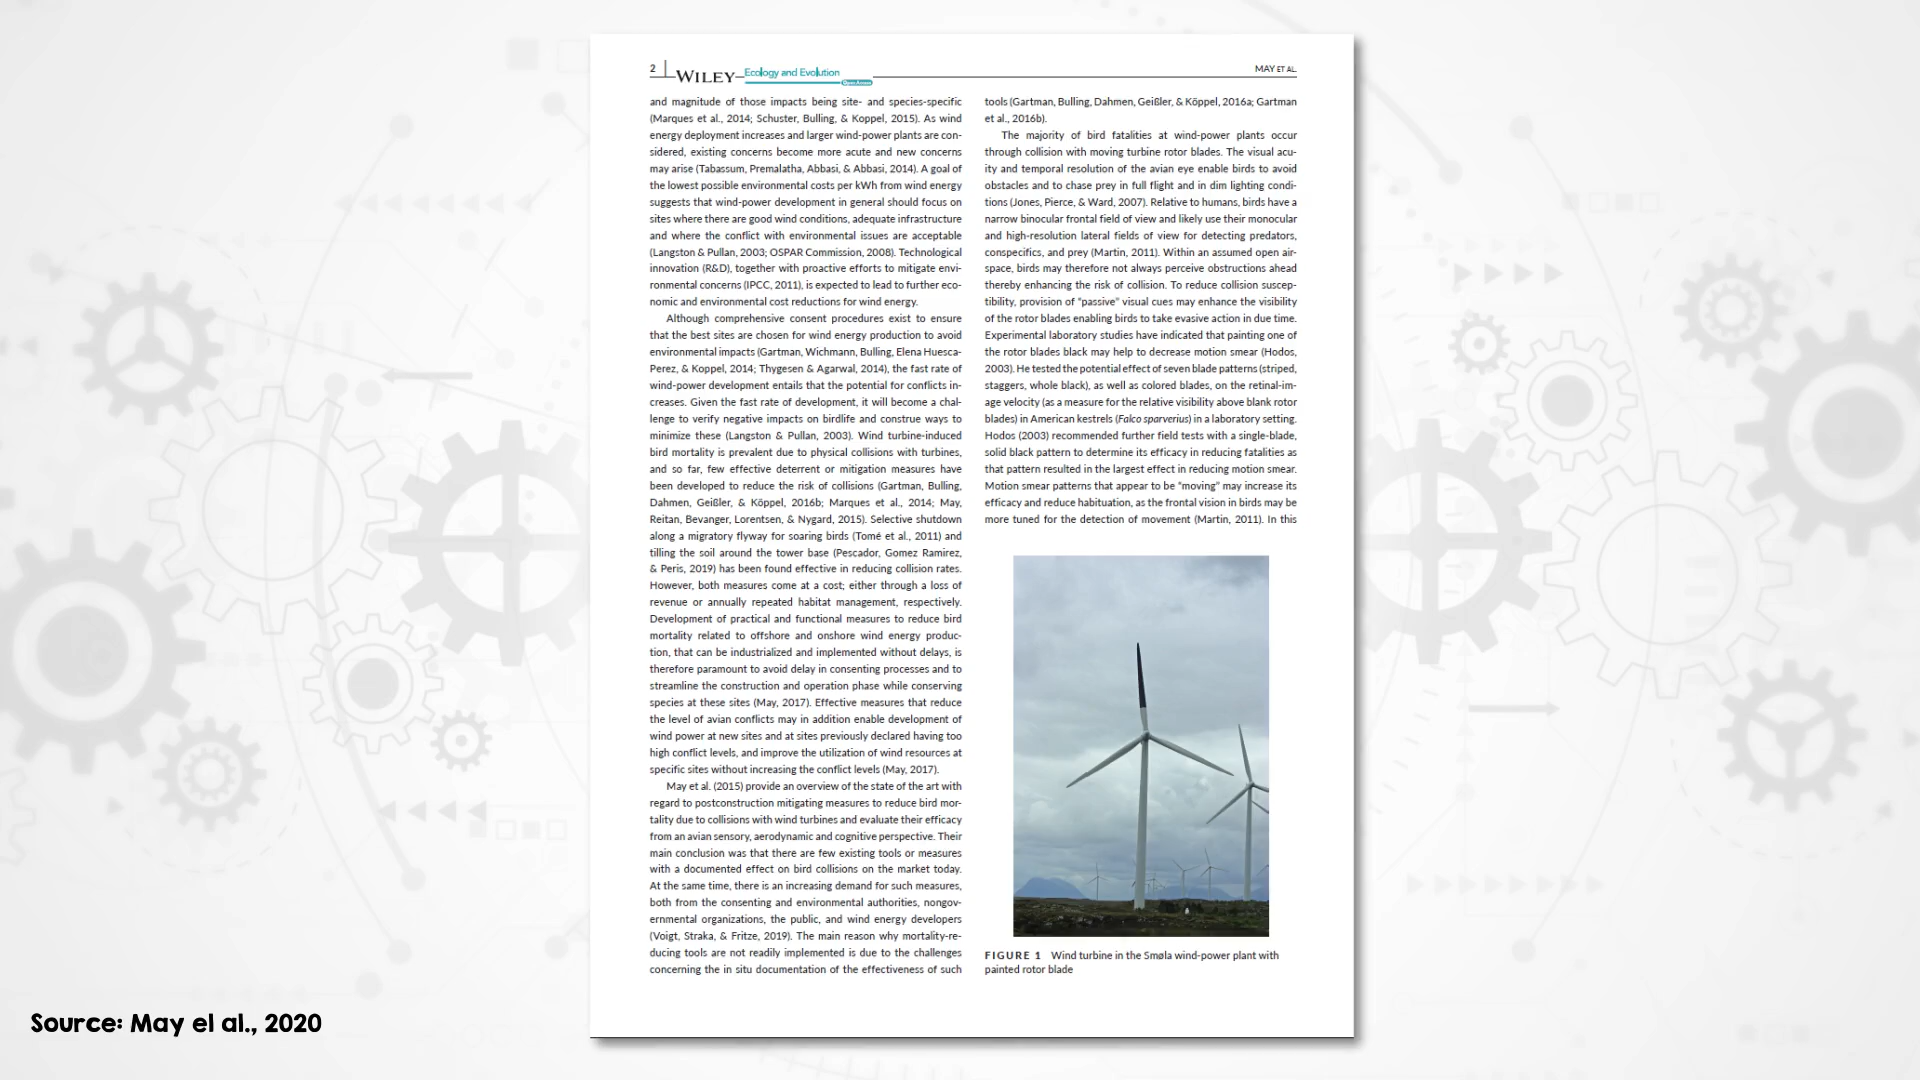 2
WILEY
Ecology and Evolution
Open Access
MAY ET AL.
and magnitude of those impacts being site- and species-specific
(Marques et al., 2014; Schuster, Bulling, & Koppel, 2015). As wind
energy deployment increases and larger wind-power plants are con-
sidered, existing concerns become more acute and new concerns
may arise (Tabassum, Premalatha, Abbasi, & Abbasi, 2014). A goal of
the lowest possible environmental costs per kWh from wind energy
suggests that wind-power development in general should focus on
sites where there are good wind conditions, adequate infrastructure
and where the conflict with environmental issues are acceptable
(Langston & Pullan, 2003; OSPAR Commission, 2008). Technological
innovation (R&D), together with proactive efforts to mitigate envi-
ronmental concerns (IPCC, 2011), is expected to lead to further eco-
nomic and environmental cost reductions for wind energy.
Although comprehensive consent procedures exist to ensure
that the best sites are chosen for wind energy production to avoid
environmental impacts (Gartman, Wichmann, Bulling, Elena Huesca-
Perez, & Koppel, 2014; Thygesen & Agarwal, 2014), the fast rate of
wind-power development entails that the potential for conflicts in-
creases. Given the fast rate of development, it will become a chal-
lenge to verify negative impacts on birdlife and construe ways to
minimize these (Langston & Pullan, 2003). Wind turbine-induced
bird mortality is prevalent due to physical collisions with turbines,
and so far, few effective deterrent or mitigation measures have
been developed to reduce the risk of collisions (Gartman, Bulling,
Dahmen, Geißler, & Köppel, 2016b; Marques et al., 2014; May,
Reitan, Bevanger, Lorentsen, & Nygard, 2015). Selective shutdown
along a migratory flyway for soaring birds (Tomé et al., 2011) and
tilling the soil around the tower base (Pescador, Gomez Ramirez,
& Peris, 2019) has been found effective in reducing collision rates.
However, both measures come at a cost; either through a loss of
revenue or annually repeated habitat management, respectively.
Development of practical and functional measures to reduce bird
mortality related to offshore and onshore wind energy produc-
tion, that can be industrialized and implemented without delays, is
therefore paramount to avoid delay in consenting processes and to
streamline the construction and operation phase while conserving
species at these sites (May, 2017). Effective measures that reduce
the level of avian conflicts may in addition enable development of
wind power at new sites and at sites previously declared having too
high conflict levels, and improve the utilization of wind resources at
specific sites without increasing the conflict levels (May, 2017).
May et al. (2015) provide an overview of the state of the art with
regard to postconstruction mitigating measures to reduce bird mor-
tality due to collisions with wind turbines and evaluate their efficacy
from an avian sensory, aerodynamic and cognitive perspective. Their
main conclusion was that there are few existing tools or measures
with a documented effect on bird collisions on the market today.
At the same time, there is an increasing demand for such measures,
both from the consenting and environmental authorities, nongov-
ernmental organizations, the public, and wind energy developers
(Voigt, Straka, & Fritze, 2019). The main reason why mortality-re-
ducing tools are not readily implemented is due to the challenges
concerning the in situ documentation of the effectiveness of such
tools (Gartman, Bulling, Dahmen, Geißler, & Köppel, 2016a; Gartman
et al., 2016b).
The majority of bird fatalities at wind-power plants occur
through collision with moving turbine rotor blades. The visual acu-
ity and temporal resolution of the avian eye enable birds to avoid
obstacles and to chase prey in full flight and in dim lighting condi-
tions (Jones, Pierce, & Ward, 2007). Relative to humans, birds have a
narrow binocular frontal field of view and likely use their monocular
and high-resolution lateral fields of view for detecting predators,
conspecifics, and prey (Martin, 2011). Within an assumed open air-
space, birds may therefore not always perceive obstructions ahead
thereby enhancing the risk of collision. To reduce collision suscep-
tibility, provision of "passive" visual cues may enhance the visibility
of the rotor blades enabling birds to take evasive action in due time.
Experimental laboratory studies have indicated that painting one of
the rotor blades black may help to decrease motion smear (Hodos,
2003). He tested the potential effect of seven blade patterns (striped,
staggers, whole black), as well as colored blades, on the retinal-im-
age velocity (as a measure for the relative visibility above blank rotor
blades) in American kestrels (Falco sparverius) in a laboratory setting.
Hodos (2003) recommended further field tests with a single-blade,
solid black pattern to determine its efficacy in reducing fatalities as
that pattern resulted in the largest effect in reducing motion smear.
Motion smear patterns that appear to be "moving" may increase its
efficacy and reduce habituation, as the frontal vision in birds may be
more tuned for the detection of movement (Martin, 2011). In this
FIGURE 1 Wind turbine in the Smøla wind-power plant with
painted rotor blade
Source: May el al., 2020